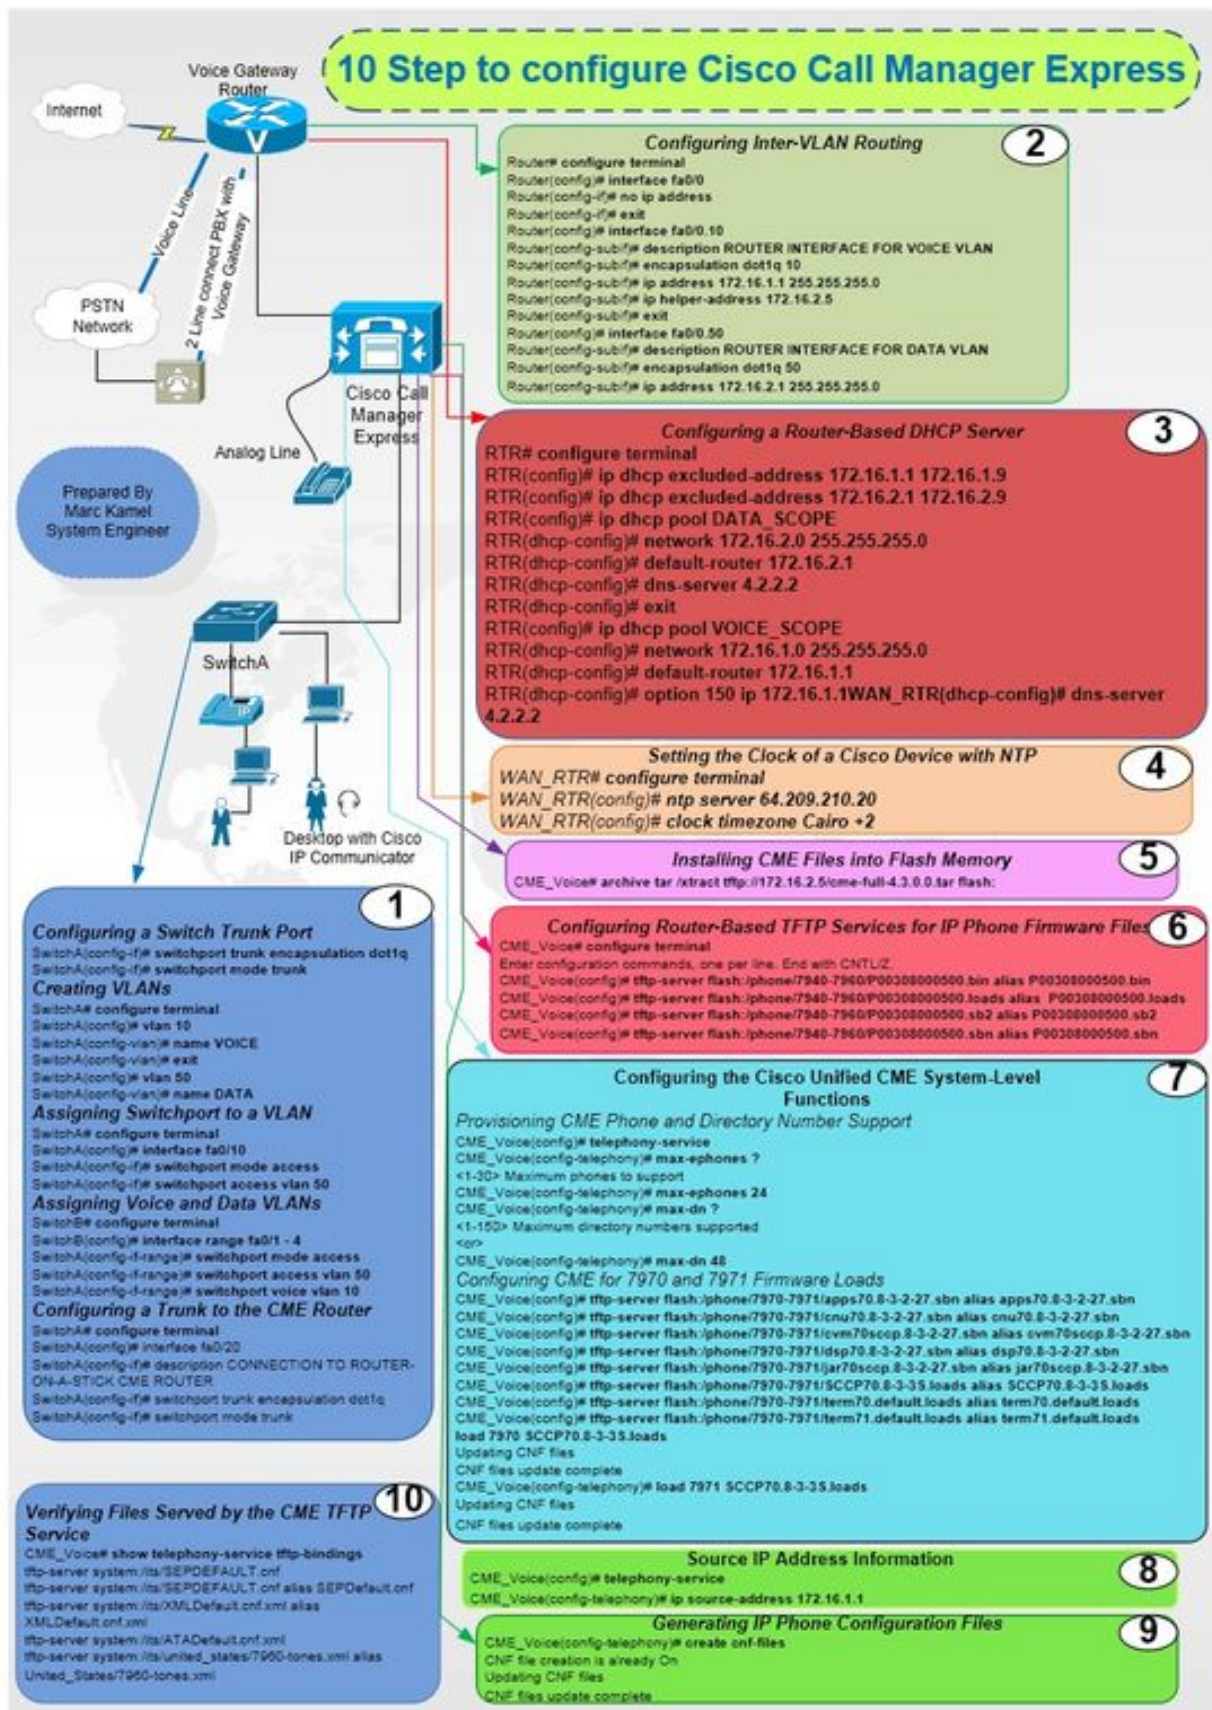 10 Step to configure Cisco Call Manager Express
Voice Gateway
Router
Internet
V
Voice Line
2 Line connect PBX with
Voice Gateway
PSTN
Network
Cisco Call
Manager
Express
Analog Line
Prepared By
Marc Kamel
System Engineer
SwitchA
IP
Desktop with Cisco
IP Communicator
1
Configuring a Switch Trunk Port
SwitchA(config-if)# switchport trunk encapsulation dot1q
SwitchA(config-if)# switchport mode trunk
Creating VLANs
SwitchA# configure terminal
SwitchA(config)# vlan 10
SwitchA(config-vlan)# name VOICE
SwitchA(config-vlan)# exit
SwitchA(config)# vlan 50
SwitchA(config-vlan)# name DATA
Assigning Switchport to a VLAN
SwitchA# configure terminal
SwitchA(config)# interface fa0/10
SwitchA(config-if)# switchport mode access
SwitchA(config-if)# switchport access vlan 50
Assigning Voice and Data VLANs
SwitchB# configure terminal
SwitchB(config)# interface range fa0/1 - 4
SwitchA(config-if-range)# switchport mode access
SwitchA(config-if-range)# switchport access vlan 50
SwitchA(config-if-range)# switchport voice vlan 10
Configuring a Trunk to the CME Router
SwitchA# configure terminal
SwitchA(config)# interface fa0/20
SwitchA(config-if)# description CONNECTION TO ROUTER-
ON-A-STICK CME ROUTER
SwitchA(config-if)# switchport trunk encapsulation dot1q
SwitchA(config-if)# switchport mode trunk
2
Configuring Inter-VLAN Routing
Router# configure terminal
Router(config)# interface fa0/0
Router(config-if)# no ip address
Router(config-if)# exit
Router(config)# interface fa0/0.10
Router(config-subif)# description ROUTER INTERFACE FOR VOICE VLAN
Router(config-subif)# encapsulation dot1q 10
Router(config-subif)# ip address 172.16.1.1 255.255.255.0
Router(config-subif)# ip helper-address 172.16.2.5
Router(config-subif)# exit
Router(config)# interface fa0/0.50
Router(config-subif)# description ROUTER INTERFACE FOR DATA VLAN
Router(config-subif)# encapsulation dot1q 50
Router(config-subif)# ip address 172.16.2.1 255.255.255.0
3
Configuring a Router-Based DHCP Server
RTR# configure terminal
RTR(config)# ip dhcp excluded-address 172.16.1.1 172.16.1.9
RTR(config)# ip dhcp excluded-address 172.16.2.1 172.16.2.9
RTR(config)# ip dhcp pool DATA_SCOPE
RTR(dhcp-config)# network 172.16.2.0 255.255.255.0
RTR(dhcp-config)# default-router 172.16.2.1
RTR(dhcp-config)# dns-server 4.2.2.2
RTR(dhcp-config)# exit
RTR(config)# ip dhcp pool VOICE_SCOPE
RTR(dhcp-config)# network 172.16.1.0 255.255.255.0
RTR(dhcp-config)# default-router 172.16.1.1
RTR(dhcp-config)# option 150 ip 172.16.1.1WAN_RTR(dhcp-config)# dns-server
4.2.2.2
4
Setting the Clock of a Cisco Device with NTP
WAN_RTR# configure terminal
WAN_RTR(config)# ntp server 64.209.210.20
WAN_RTR(config)# clock timezone Cairo +2
5
Installing CME Files into Flash Memory
CME_Voice# archive tar /xtract tftp://172.16.2.5/cme-full-4.3.0.0.tar flash:
6
Configuring Router-Based TFTP Services for IP Phone Firmware Files
CME_Voice# configure terminal
Enter configuration commands, one per line. End with CNTL/Z.
CME_Voice(config)# tftp-server flash:/phone/7940-7960/P00308000500.bin alias P00308000500.bin
CME_Voice(config)# tftp-server flash:/phone/7940-7960/P00308000500.loads alias P00308000500.loads
CME_Voice(config)# tftp-server flash:/phone/7940-7960/P00308000500.sb2 alias P00308000500.sb2
CME_Voice(config)# tftp-server flash:/phone/7940-7960/P00308000500.sbn alias P00308000500.sbn
7
Configuring the Cisco Unified CME System-Level
Functions
Provisioning CME Phone and Directory Number Support
CME_Voice(config)# telephony-service
CME_Voice(config-telephony)# max-ephones ?
<1-30> Maximum phones to support
CME_Voice(config-telephony)# max-ephones 24
CME_Voice(config-telephony)# max-dn ?
<1-150> Maximum directory numbers supported
<cr>
CME_Voice(config-telephony)# max-dn 48
Configuring CME for 7970 and 7971 Firmware Loads
CME_Voice(config)# tftp-server flash:/phone/7970-7971/apps70.8-3-2-27.sbn alias apps70.8-3-2-27.sbn
CME_Voice(config)# tftp-server flash:/phone/7970-7971/cnu70.8-3-2-27.sbn alias cnu70.8-3-2-27.sbn
CME_Voice(config)# tftp-server flash:/phone/7970-7971/cvm70sccp.8-3-2-27.sbn alias cvm70sccp.8-3-2-27.sbn
CME_Voice(config)# tftp-server flash:/phone/7970-7971/dsp70.8-3-2-27.sbn alias dsp70.8-3-2-27.sbn
CME_Voice(config)# tftp-server flash:/phone/7970-7971/jar70sccp.8-3-2-27.sbn alias jar70sccp.8-3-2-27.sbn
CME_Voice(config)# tftp-server flash:/phone/7970-7971/SCCP70.8-3-3S.loads alias SCCP70.8-3-3S.loads
CME_Voice(config)# tftp-server flash:/phone/7970-7971/term70.default.loads alias term70.default.loads
CME_Voice(config)# tftp-server flash:/phone/7970-7971/term71.default.loads alias term71.default.loads
load 7970 SCCP70.8-3-3S.loads
Updating CNF files
CNF files update complete
CME_Voice(config-telephony)# load 7971 SCCP70.8-3-3S.loads
Updating CNF files
CNF files update complete
8
Source IP Address Information
CME_Voice(config)# telephony-service
CME_Voice(config-telephony)# ip source-address 172.16.1.1
9
Generating IP Phone Configuration Files
CME_Voice(config-telephony)# create cnf-files
CNF file creation is already On
Updating CNF files
CNF files update complete
10
Verifying Files Served by the CME TFTP
Service
CME_Voice# show telephony-service tftp-bindings
tftp-server system:/its/SEPDEFAULT.cnf
tftp-server system:/its/SEPDEFAULT.cnf alias SEPDefault.cnf
tftp-server system:/its/XMLDefault.cnf.xml alias
XMLDefault.cnf.xml
tftp-server system:/its/ATADefault.cnf.xml
tftp-server system:/its/united_states/7960-tones.xml alias
United_States/7960-tones.xml